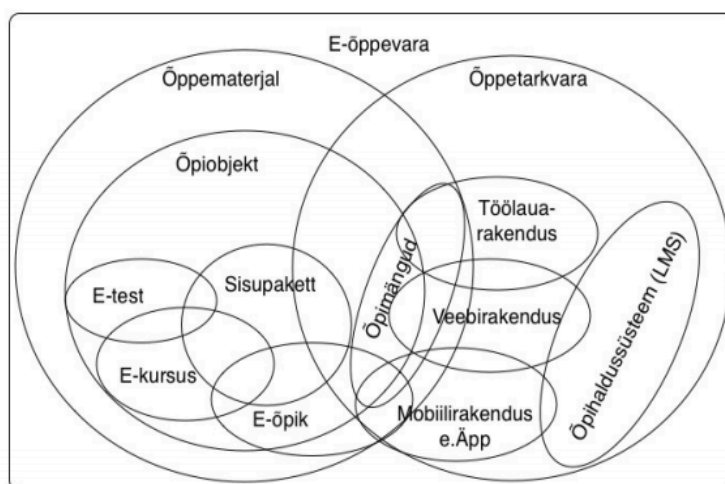 E-õppevara
Õppematerjal
Õppetarkvara
Õpiobjekt
Töölaua-
rakendus
Õpimängud
Sisupakett
E-test
Veebirakendus
Õpihaldussüsteem (LMS)
E-kursus
E-õpik
Mobiilirakendus
e.Äpp